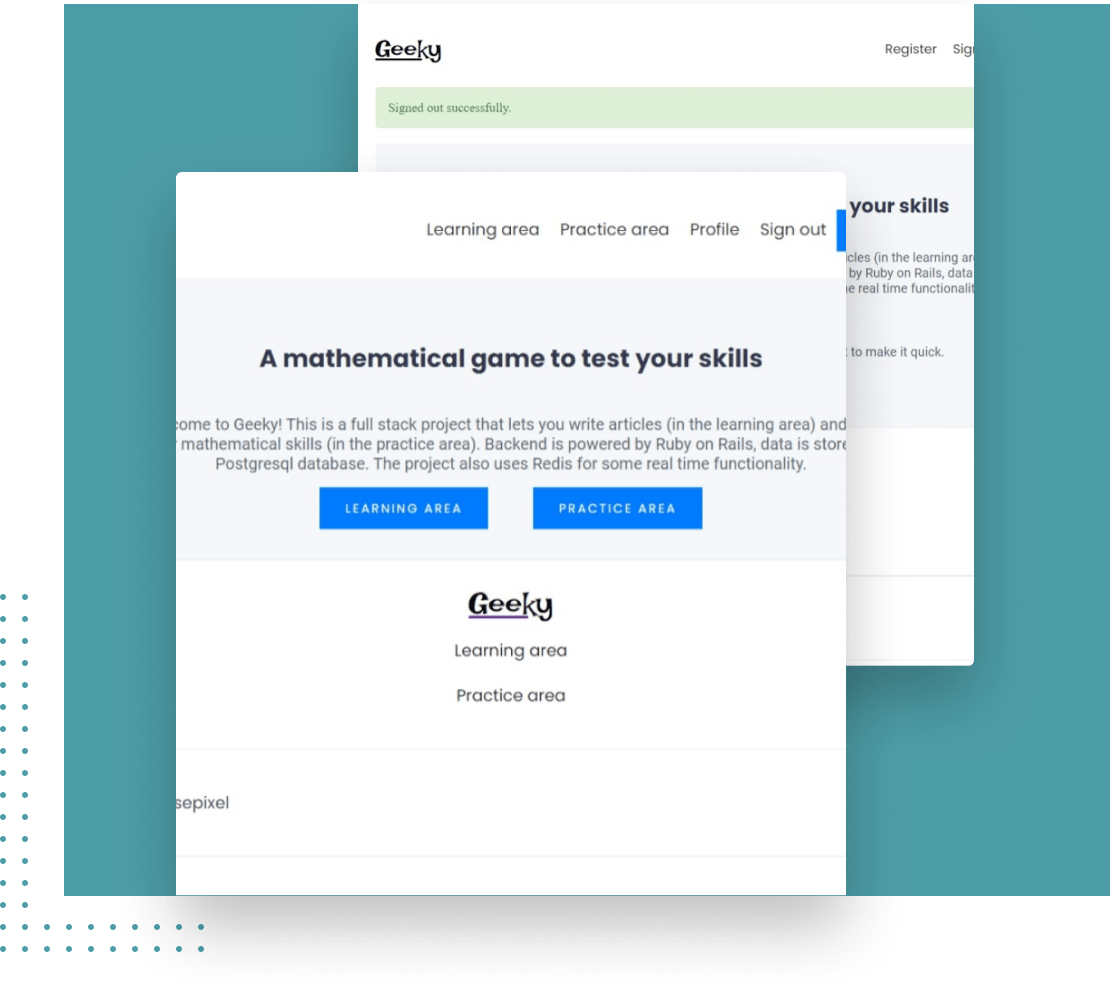 Geeky
Register Sig
Signed out successfully.
your skills
cles (in the learning ar
by Ruby on Rails, data
e real time functionalit
to make it quick.
Learning area Practice area Profile Sign out
A mathematical game to test your skills
come to Geeky! This is a full stack project that lets you write articles (in the learning area) and
mathematical skills (in the practice area). Backend is powered by Ruby on Rails, data is store
Postgresql database. The project also uses Redis for some real time functionality.
LEARNING AREA PRACTICE AREA
Geeky
Learning area
Practice area
sepixel